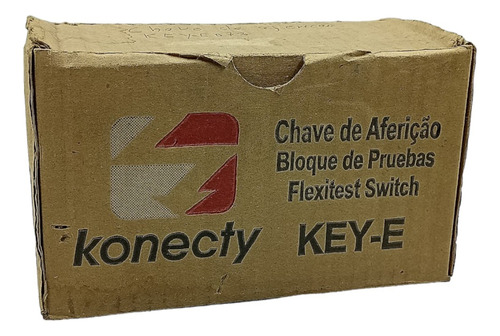 Chave de Aferição
Bloque de Pruebas
Flexitest Switch
konecty KEY-E